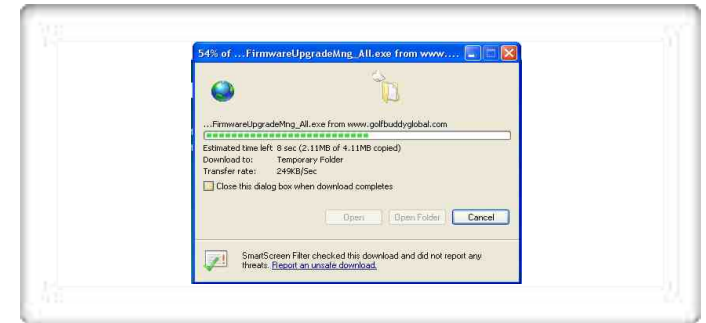 54% of ...FirmwareUpgradeMng_All.exe from www....
...FirmwareUpgradeMng_All.exe from www.golfbuddyglobal.com
Estimated time left 8 sec (2.11MB of 4.11MB copied)
Download to: Temporary Folder
Transfer rate: 249KB/Sec
Close this dialog box when download completes
Open Open Folder Cancel
SmartScreen Filter checked this download and did not report any
threats. Report an unsafe download.